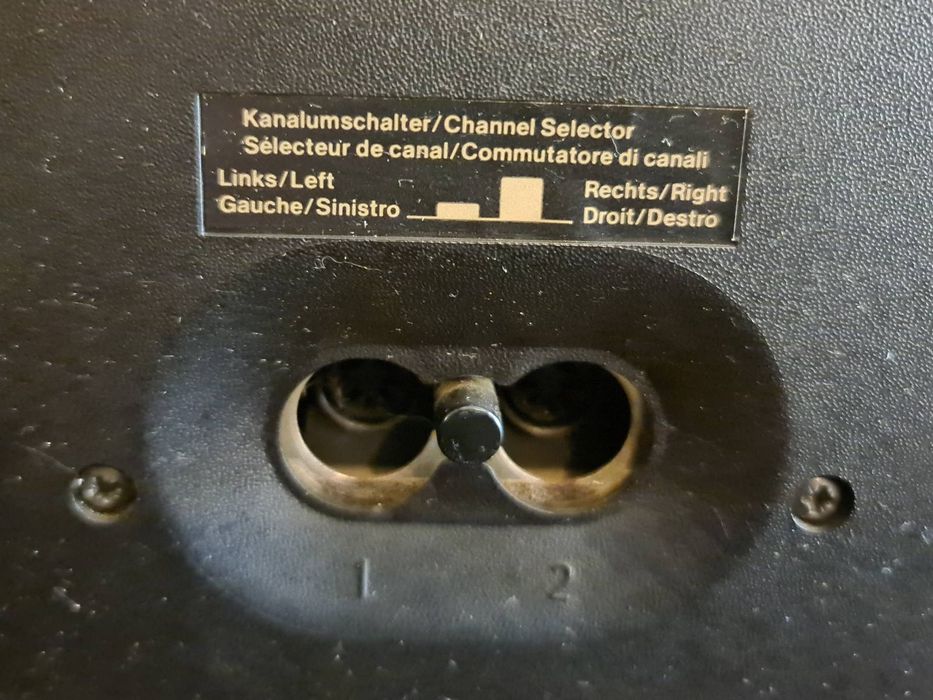 Kanalumschalter/Channel Selector
Sélecteur de canal/Commutatore di canali
Links/Left
Gauche/Sinistro
Rechts/Right
Droit/Destro
1 2